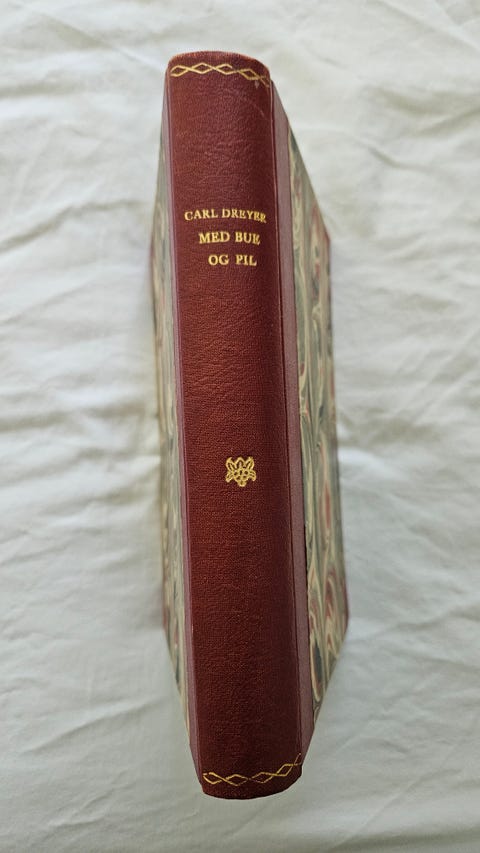 CARL DREYER
MED BUE
OG PIL